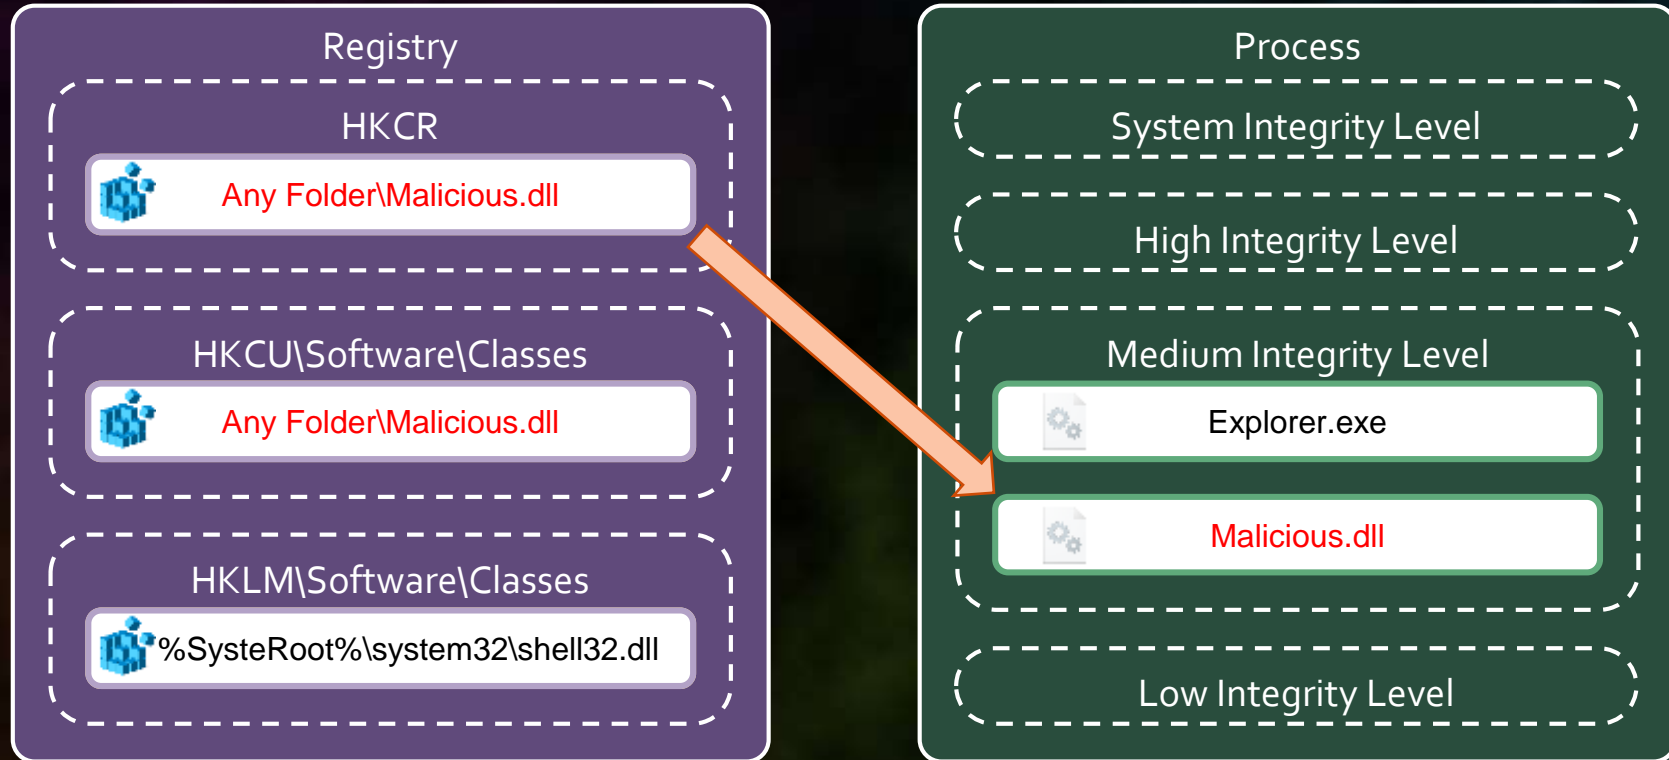 Registry
HKCR
Any Folder\Malicious.dll
HKCU\Software\Classes
Any Folder\Malicious.dll
HKLM\Software\Classes
%SysteRoot%\system32\shell32.dll
Process
System Integrity Level
High Integrity Level
Medium Integrity Level
Explorer.exe
Malicious.dll
Low Integrity Level